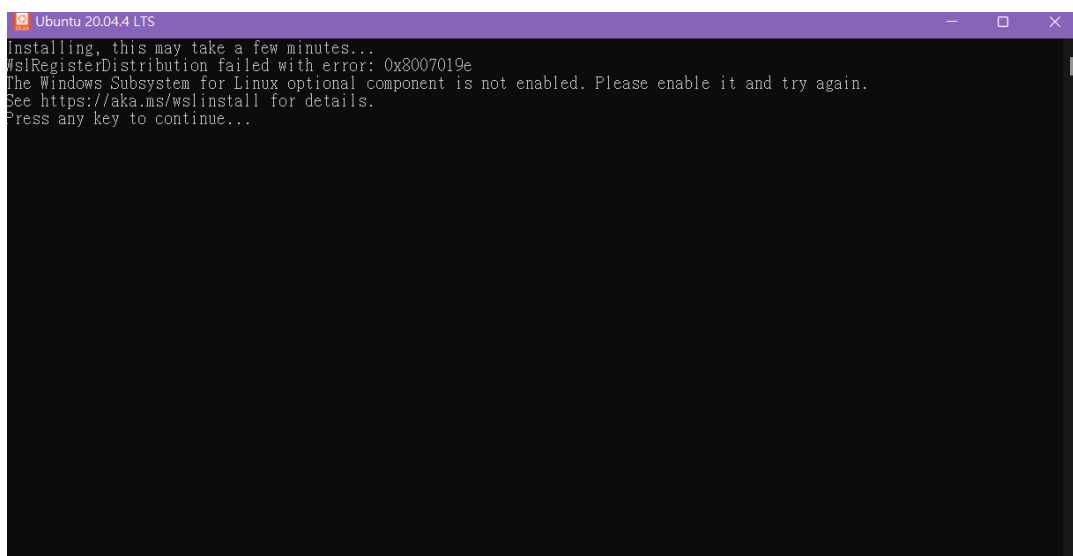 Ubuntu 20.04.4 LTS
Installing, this may take a few minutes...
WslRegisterDistribution failed with error: 0x8007019e
The Windows Subsystem for Linux optional component is not enabled. Please enable it and try again.
See https://aka.ms/wslinstall for details.
Press any key to continue...